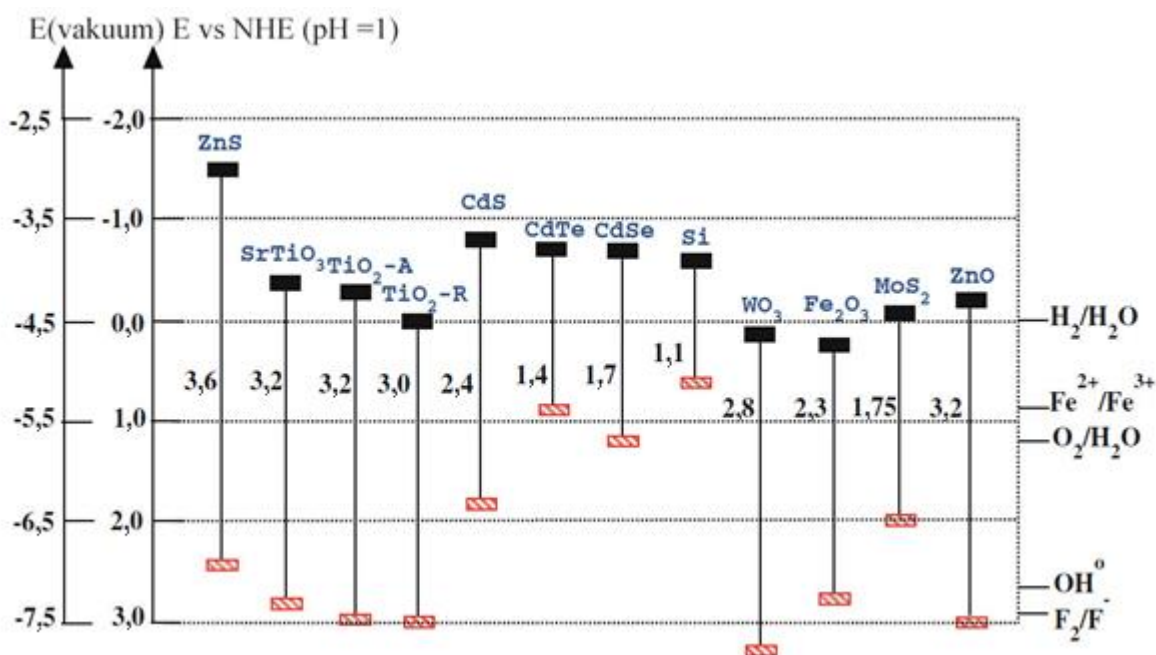 E(vakuum) E vs NHE (pH =1)
-2,5 -2,0
ZnS
CdS
-3,5 -1,0
CdTe CdSe Si
SrTiO₃ TiO₂-A
TiO₂-R
MoS₂ ZnO
WO₃ Fe₂O₃
-4,5 0,0
H₂/H₂O
3,6 3,2 3,2 3,0 2,4 1,4 1,7 1,1
2,8 2,3 1,75 3,2
Fe²⁺/Fe³⁺
-5,5 1,0
O₂/H₂O
-6,5 2,0
OH°
-7,5 3,0
F₂/F⁻